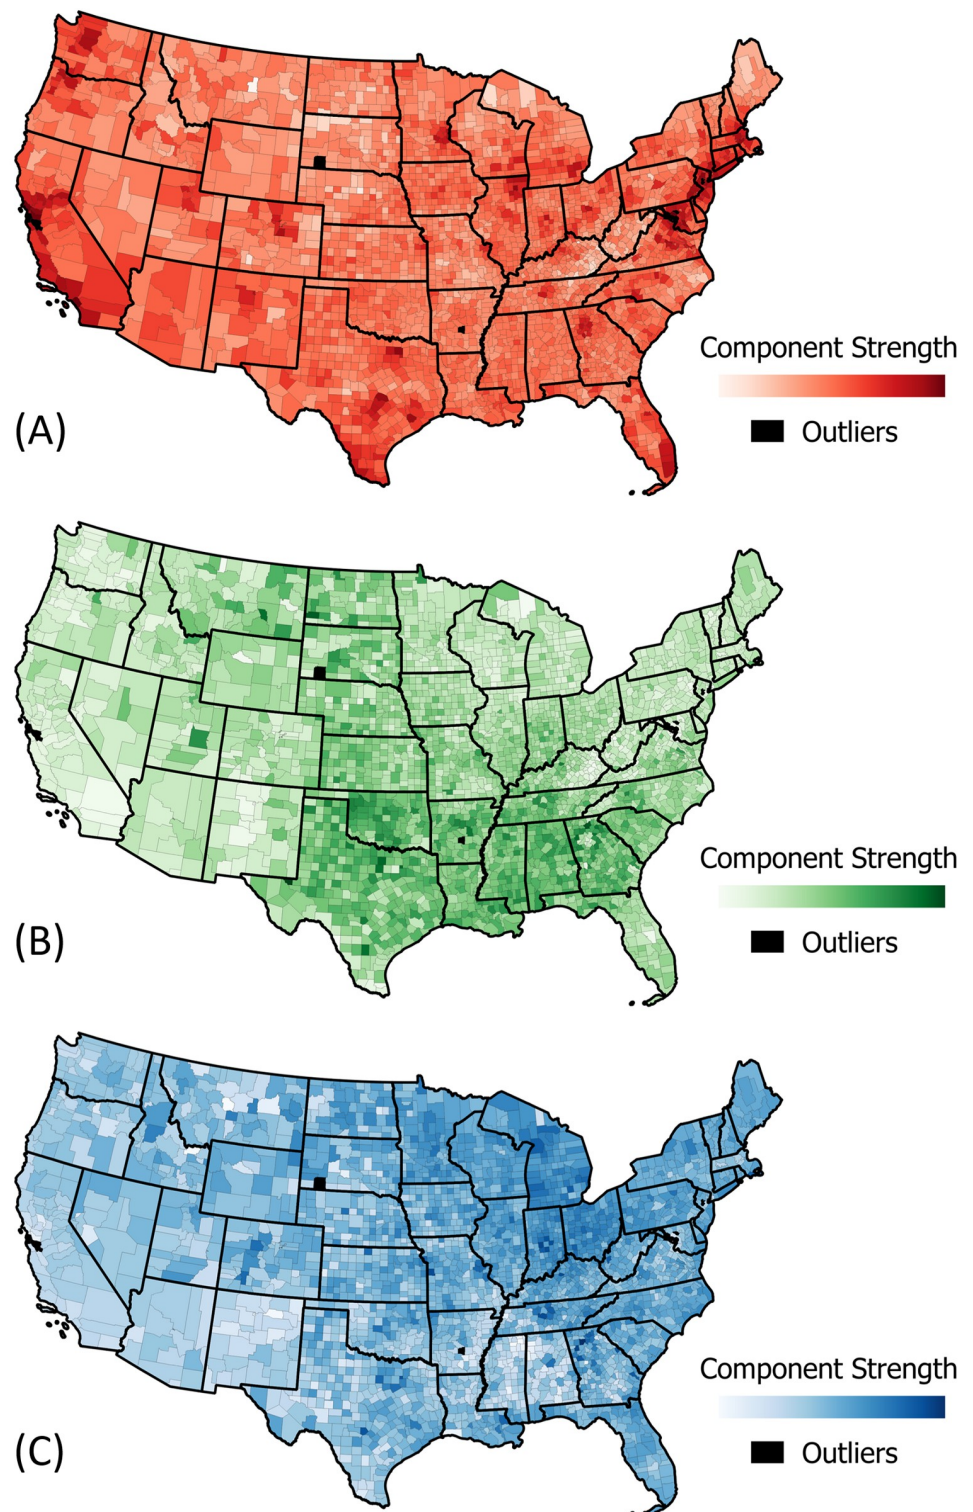 Component Strength
(A)
Outliers
Component Strength
(B)
Outliers
Component Strength
(C)
Outliers